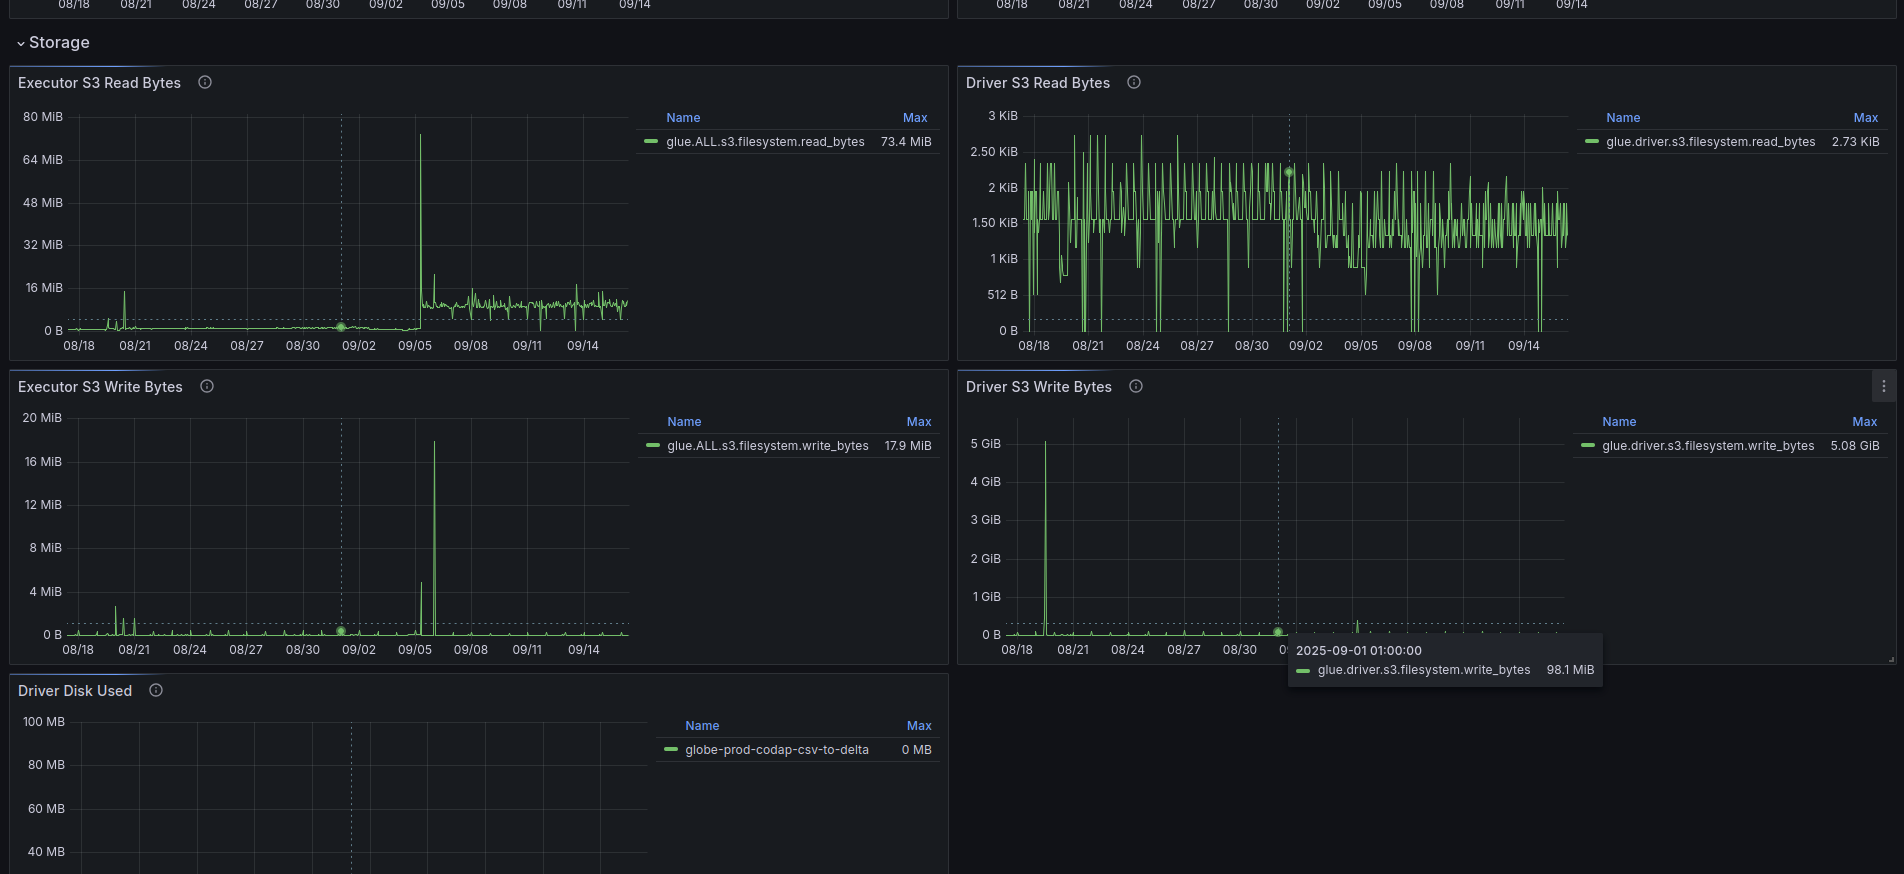 08/18 08/21 08/24 08/27 08/30 09/02 09/05 09/08 09/11 09/14
08/18 08/21 08/24 08/27 08/30 09/02 09/05 09/08 09/11 09/14
Storage
Executor S3 Read Bytes
80 MiB
64 MiB
48 MiB
32 MiB
16 MiB
0 B
08/18 08/21 08/24 08/27 08/30 09/02 09/05 09/08 09/11 09/14
Name Max
glue.ALL.s3.filesystem.read_bytes 73.4 MiB
Driver S3 Read Bytes
3 KiB
2.50 KiB
2 KiB
1.50 KiB
1 KiB
512 B
0 B
08/18 08/21 08/24 08/27 08/30 09/02 09/05 09/08 09/11 09/14
Name Max
glue.driver.s3.filesystem.read_bytes 2.73 KiB
Executor S3 Write Bytes
20 MiB
16 MiB
12 MiB
8 MiB
4 MiB
0 B
08/18 08/21 08/24 08/27 08/30 09/02 09/05 09/08 09/11 09/14
Name Max
glue.ALL.s3.filesystem.write_bytes 17.9 MiB
Driver S3 Write Bytes
5 GiB
4 GiB
3 GiB
2 GiB
1 GiB
0 B
08/18 08/21 08/24 08/27 08/30
Name Max
glue.driver.s3.filesystem.write_bytes 5.08 GiB
2025-09-01 01:00:00
glue.driver.s3.filesystem.write_bytes 98.1 MiB
Driver Disk Used
100 MB
80 MB
60 MB
40 MB
Name Max
globe-prod-codap-csv-to-delta 0 MB